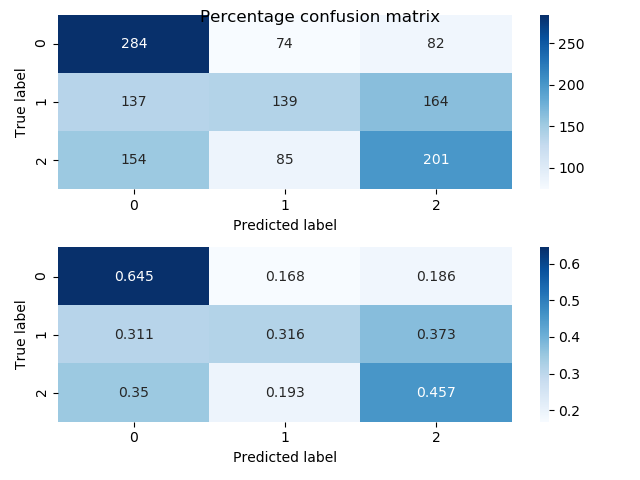 Percentage confusion matrix
True label
0 284 74 82
1 137 139 164
2 154 85 201
0 1 2
Predicted label
250
200
150
100
True label
0 0.645 0.168 0.186
1 0.311 0.316 0.373
2 0.35 0.193 0.457
0 1 2
Predicted label
0.6
0.5
0.4
0.3
0.2